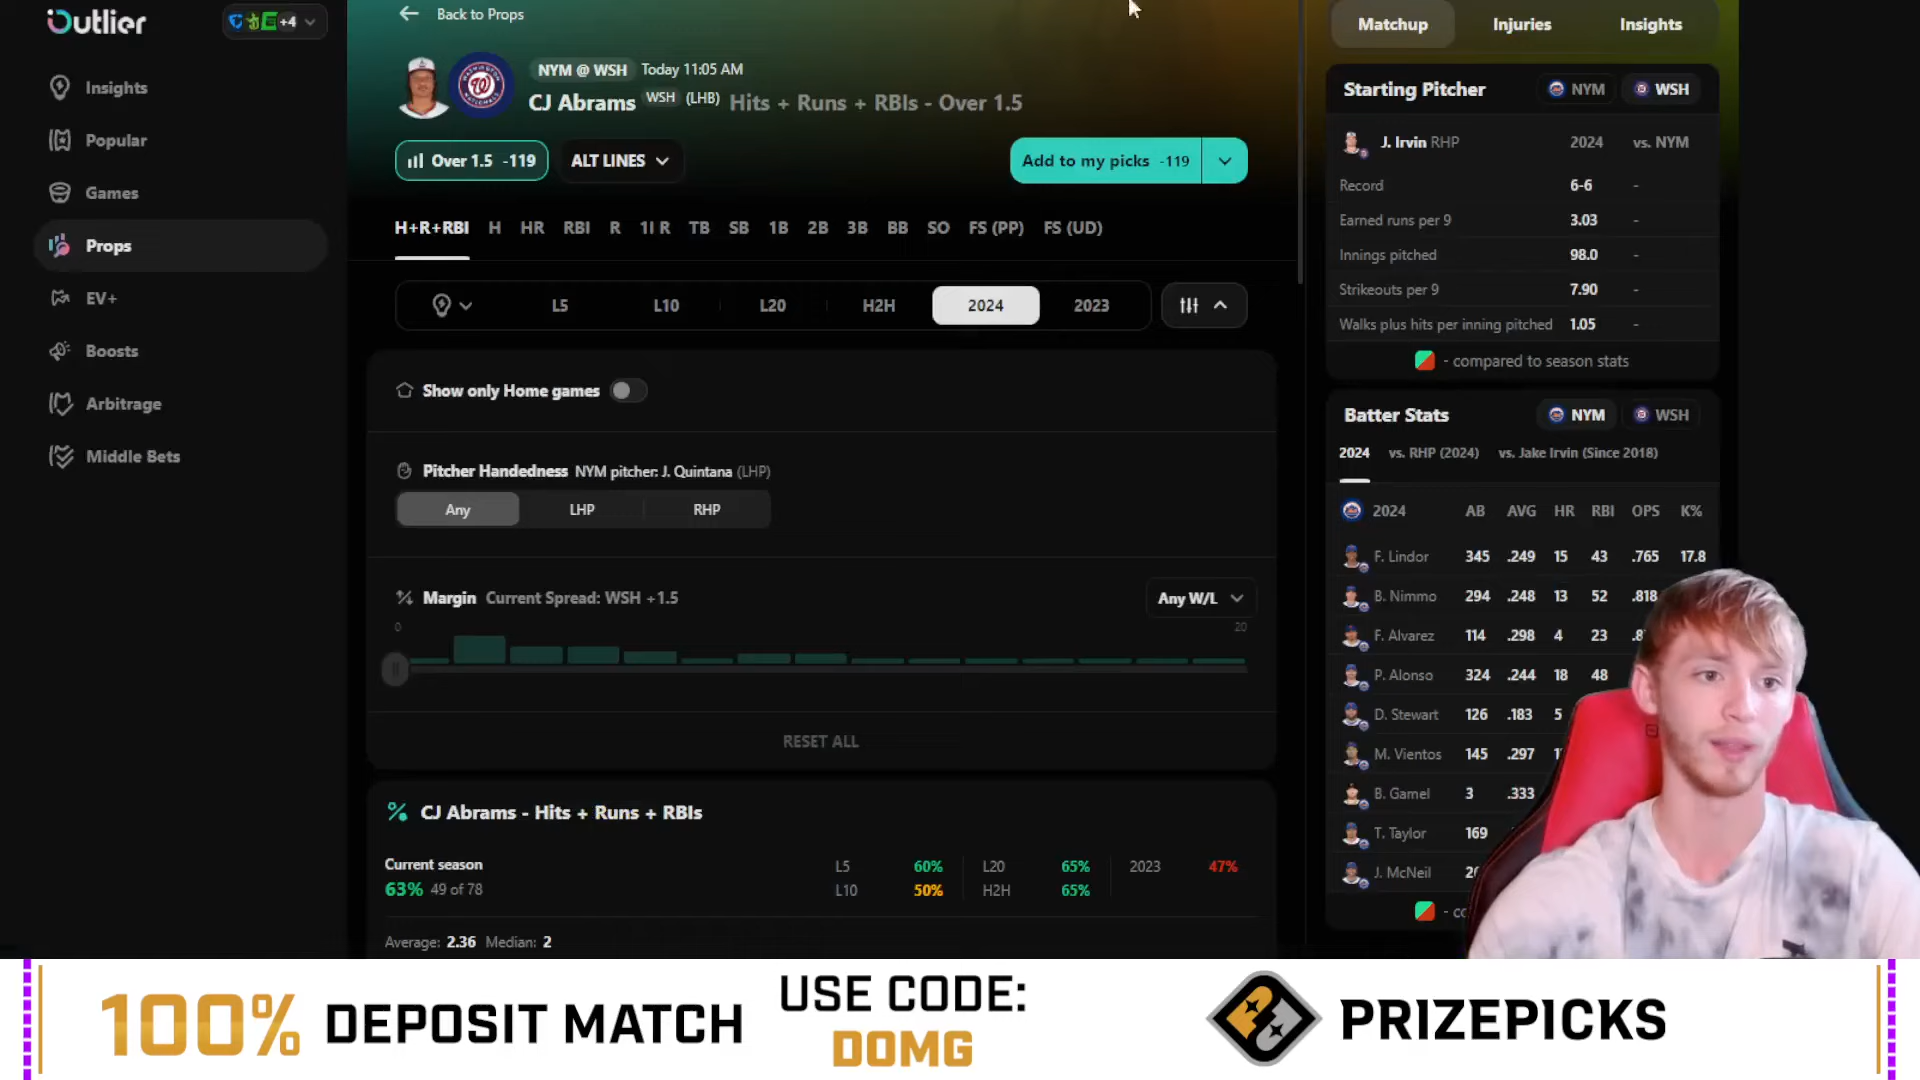 Outlier
+4
Insights
Popular
Games
Props
EV+
Boosts
Arbitrage
Middle Bets
Back to Props
NYM @ WSH Today 11:05 AM
CJ Abrams WSH (LHB) Hits + Runs + RBIs - Over 1.5
Over 1.5 -119
ALT LINES
Add to my picks -119
H+R+RBI H HR RBI R 1I R TB SB 1B 2B 3B BB SO FS (PP) FS (UD)
L5 L10 L20 H2H 2024 2023
Show only Home games
Pitcher Handedness NYM pitcher: J. Quintana (LHP)
Any LHP RHP
Margin Current Spread: WSH +1.5
Any W/L
0 20
RESET ALL
CJ Abrams - Hits + Runs + RBIs
Current season
63% 49 of 78
L5 60% L20 65% 2023 47%
L10 50% H2H 65%
Average: 2.36 Median: 2
Matchup Injuries Insights
Starting Pitcher NYM WSH
J. Irvin RHP 2024 vs. NYM
Record 6-6 -
Earned runs per 9 3.03 -
Innings pitched 98.0 -
Strikeouts per 9 7.90 -
Walks plus hits per inning pitched 1.05 -
- compared to season stats
Batter Stats NYM WSH
2024 vs. RHP (2024) vs. Jake Irvin (Since 2018)
2024 AB AVG HR RBI OPS K%
F. Lindor 345 .249 15 43 .765 17.8
B. Nimmo 294 .248 13 52 .818
F. Alvarez 114 .298 4 23
P. Alonso 324 .244 18 48
D. Stewart 126 .183 5
M. Vientos 145 .297
B. Gamel 3 .333
T. Taylor 169
J. McNeil
-
100% DEPOSIT MATCH
USE CODE:
DOMG
PRIZEPICKS